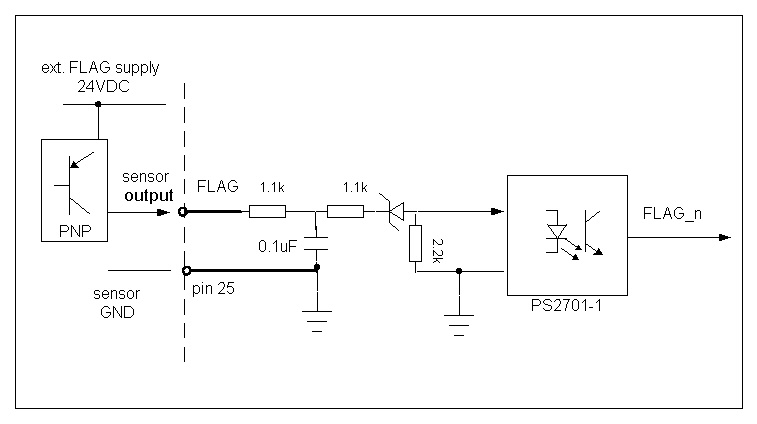 ext. FLAG supply
24VDC
sensor
output
FLAG
1.1k
1.1k
FLAG_n
PNP
0.1uF
2.2k
sensor
GND
pin 25
PS2701-1